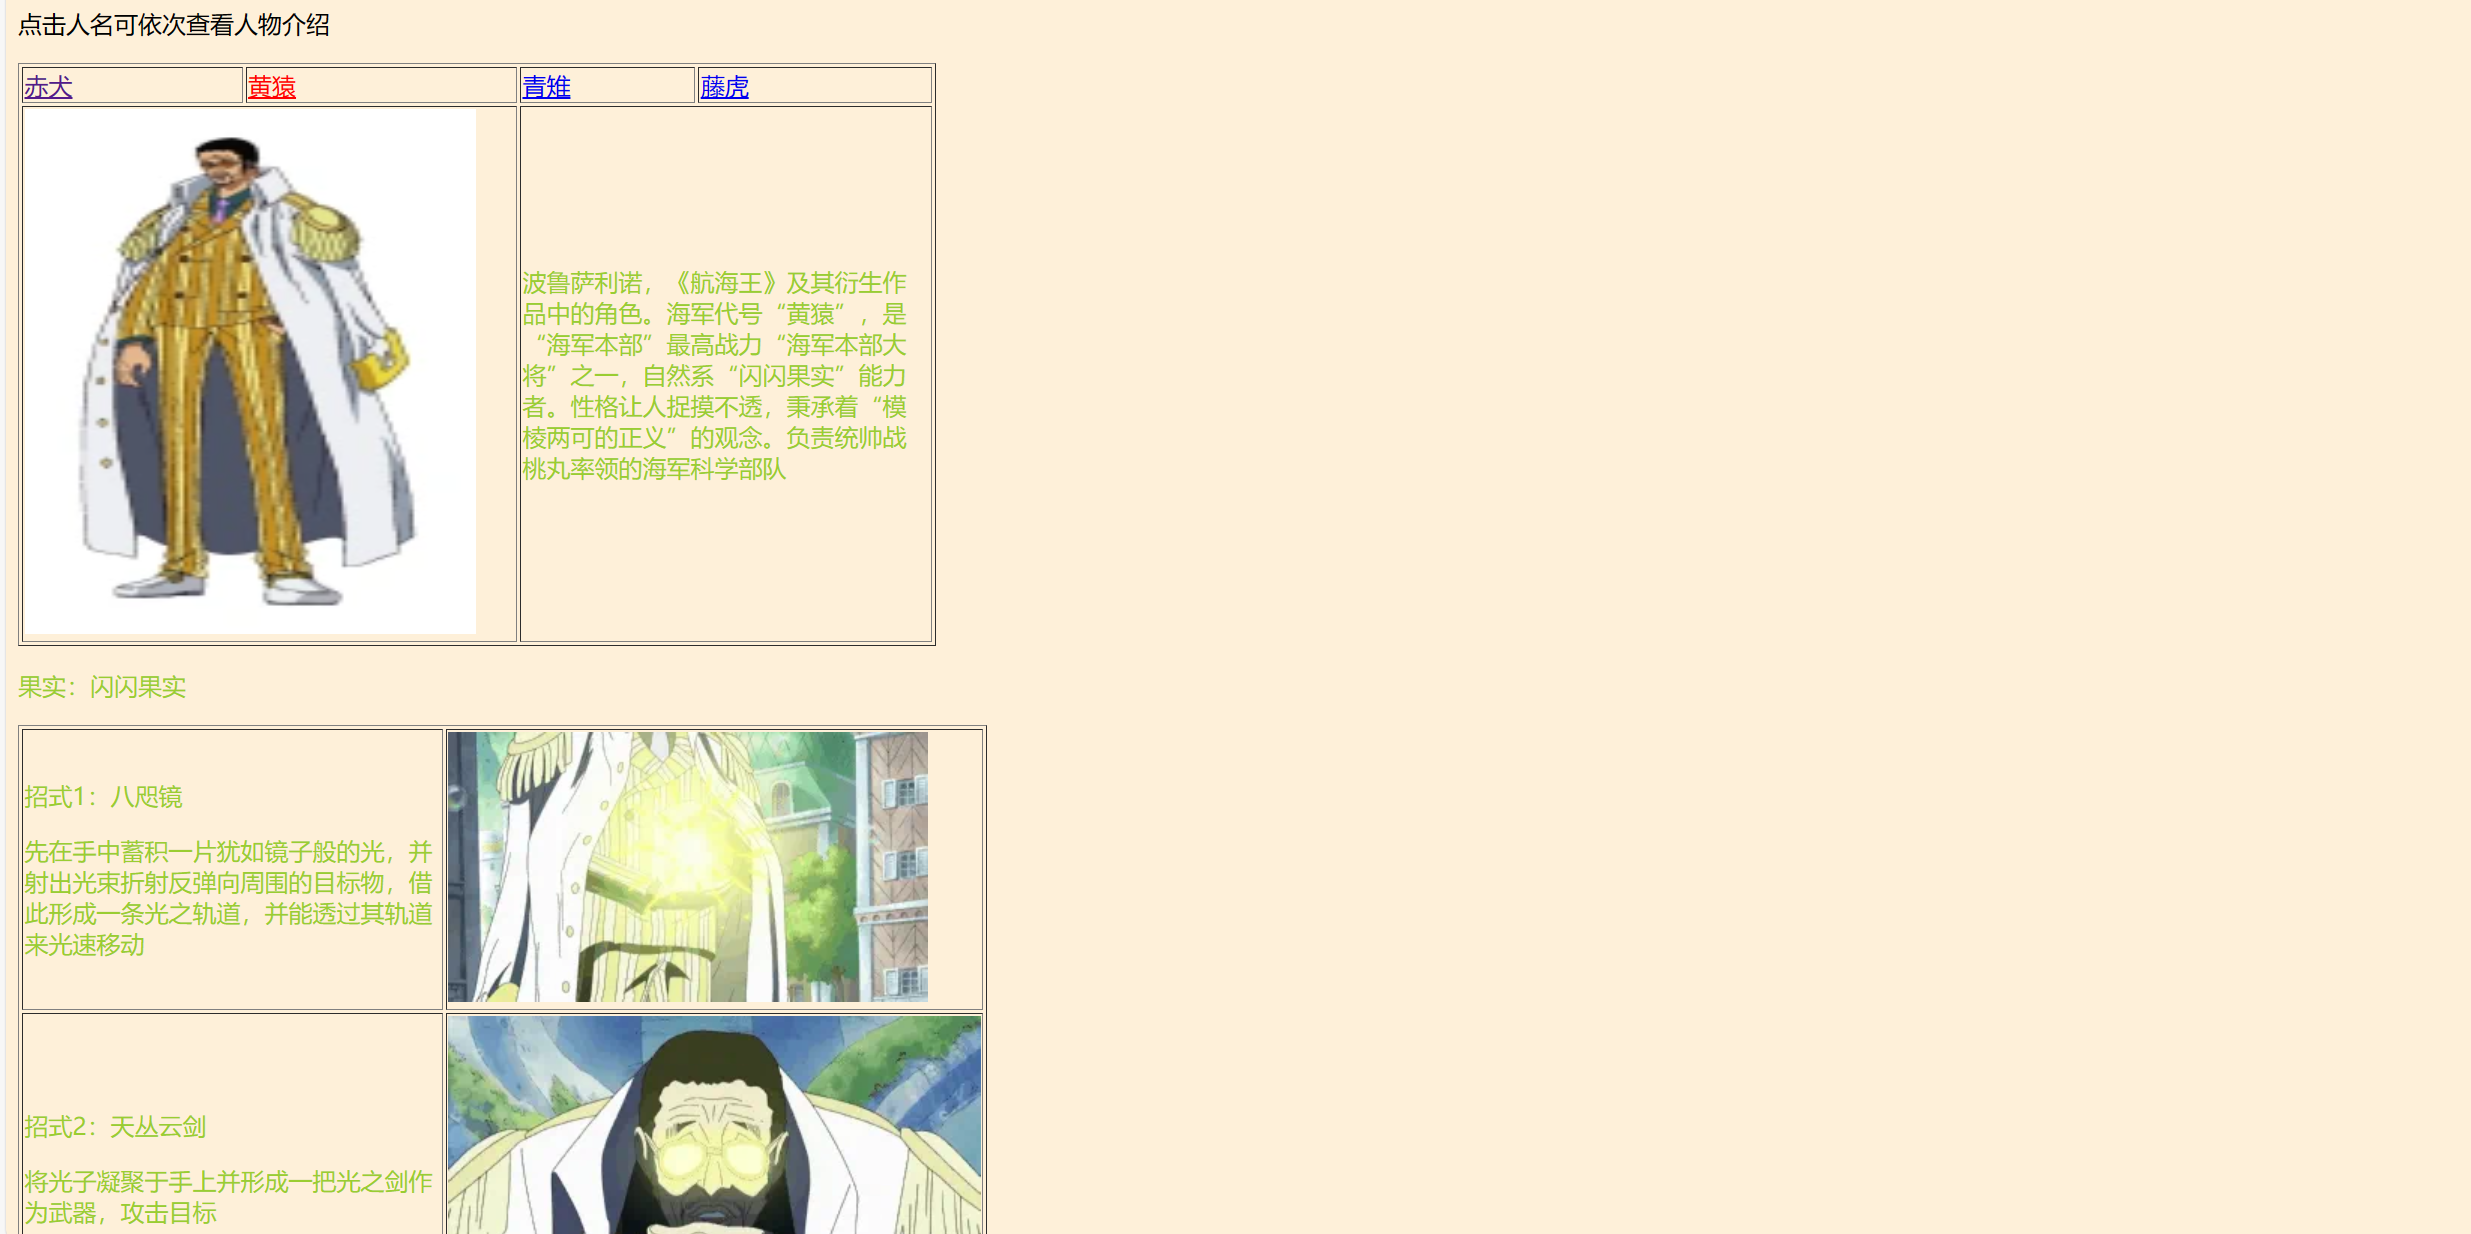 点击人名可依次查看人物介绍
赤犬 黄猿 青雉 藤虎
波鲁萨利诺，《航海王》及其衍生作
品中的角色。海军代号“黄猿”，是
“海军本部”最高战力“海军本部大
将”之一，自然系“闪闪果实”能力
者。性格让人捉摸不透，秉承着“模
棱两可的正义”的观念。负责统帅战
桃丸率领的海军科学部队
果实：闪闪果实
招式1：八咫镜
先在手中蓄积一片犹如镜子般的光，并
射出光束折射反弹向周围的目标物，借
此形成一条光之轨道，并能透过其轨道
来光速移动
招式2：天丛云剑
将光子凝聚于手上并形成一把光之剑作
为武器，攻击目标